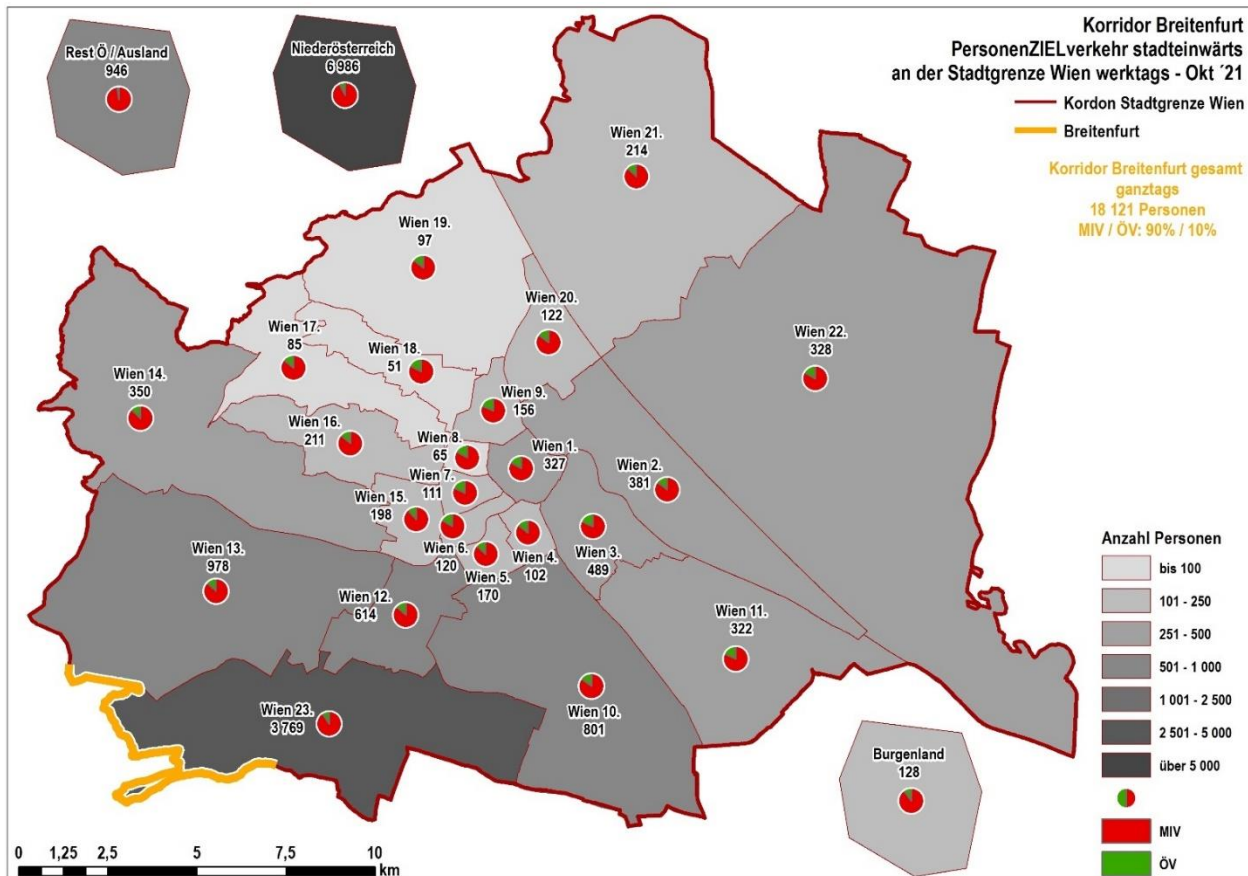 Korridor Breitenfurt
PersonenZIELverkehr stadteinwärts
an der Stadtgrenze Wien werktags - Okt ´21
Kordon Stadtgrenze Wien
Breitenfurt
Korridor Breitenfurt gesamt
ganztags
18 121 Personen
MIV / ÖV: 90% / 10%
Rest Ö / Ausland
946
Niederösterreich
6 986
Wien 21.
214
Wien 19.
97
Wien 20.
122
Wien 17.
85
Wien 18.
51
Wien 22.
328
Wien 14.
350
Wien 9.
156
Wien 16.
211
Wien 8.
65
Wien 1.
327
Wien 2.
381
Wien 7.
111
Wien 15.
198
Wien 6.
120
Wien 5.
170
Wien 4.
102
Wien 3.
489
Wien 13.
978
Wien 12.
614
Wien 11.
322
Wien 23.
3 769
Wien 10.
801
Burgenland
128
Anzahl Personen
bis 100
101 - 250
251 - 500
501 - 1 000
1 001 - 2 500
2 501 - 5 000
über 5 000
MIV
ÖV
0 1,25 2,5 5 7,5 10
km